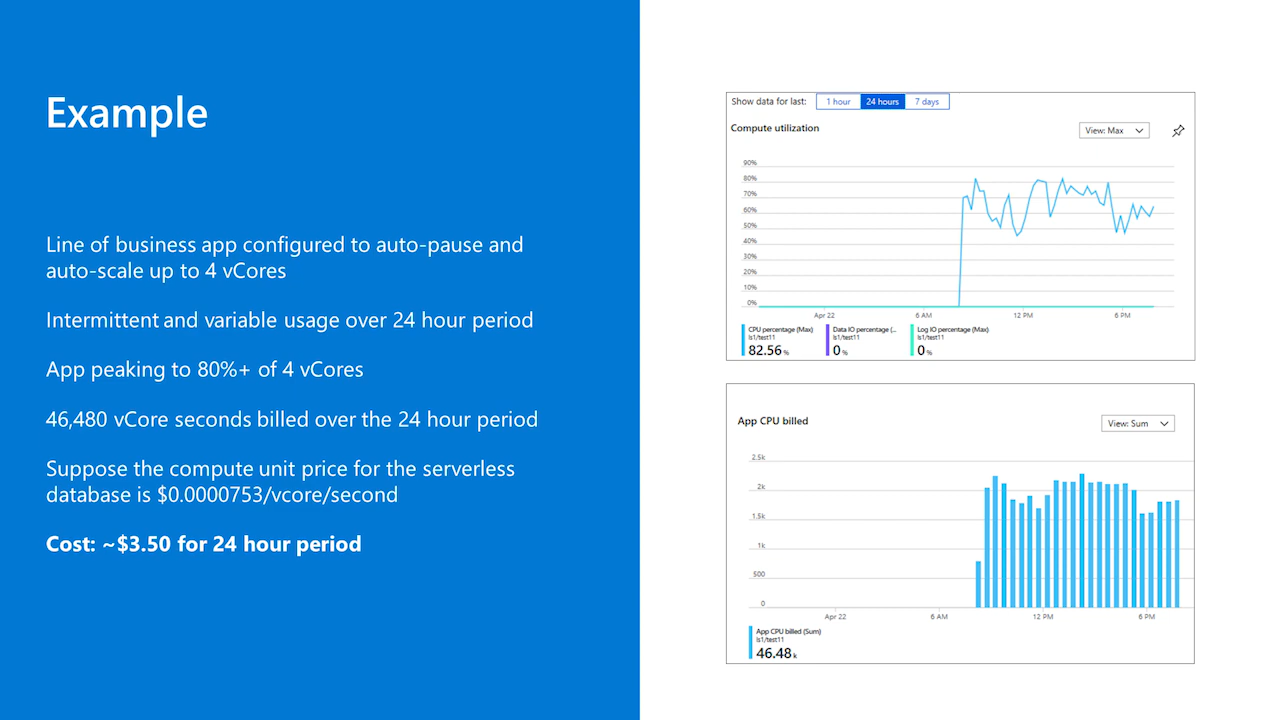 Example
Line of business app configured to auto-pause and
auto-scale up to 4 vCores
Intermittent and variable usage over 24 hour period
App peaking to 80%+ of 4 vCores
46,480 vCore seconds billed over the 24 hour period
Suppose the compute unit price for the serverless
database is $0.0000753/vcore/second
Cost: ~$3.50 for 24 hour period
Show data for last: 1 hour 24 hours 7 days
Compute utilization View: Max
90%
80%
70%
60%
50%
40%
30%
20%
10%
0%
Apr 22 6 AM 12 PM 6 PM
CPU percentage (Max) Data IO percentage (... Log IO percentage (Max)
ls1/test11 ls1/test11 ls1/test11
82.56 % 0 % 0 %
App CPU billed View: Sum
2.5k
2k
1.5k
1k
500
0
Apr 22 6 AM 12 PM 6 PM
App CPU billed (Sum)
ls1/test11
46.48 k